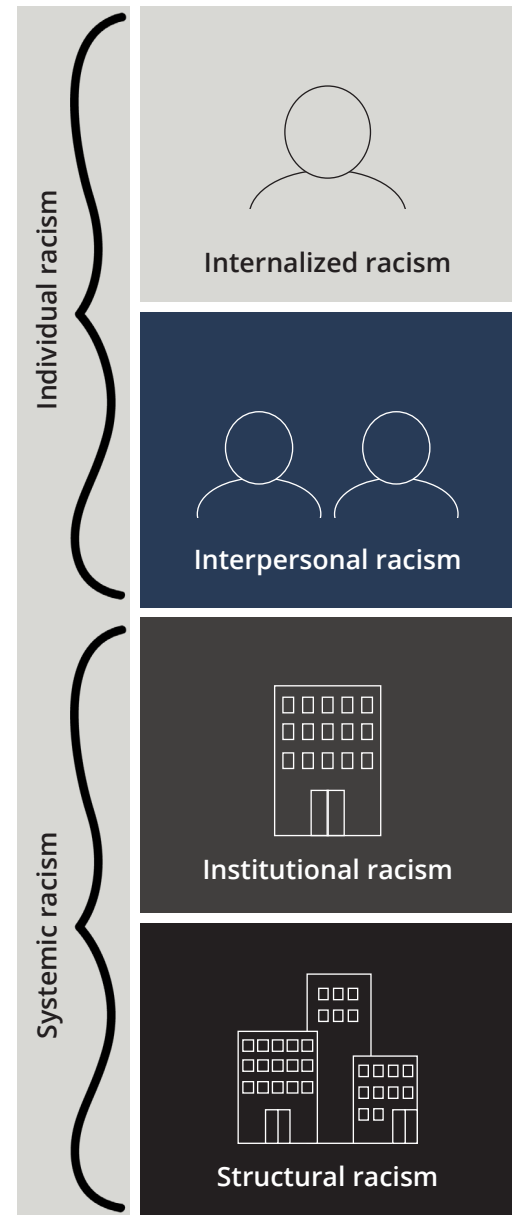 Individual racism
Internalized racism
Interpersonal racism
Systemic racism
Institutional racism
Structural racism